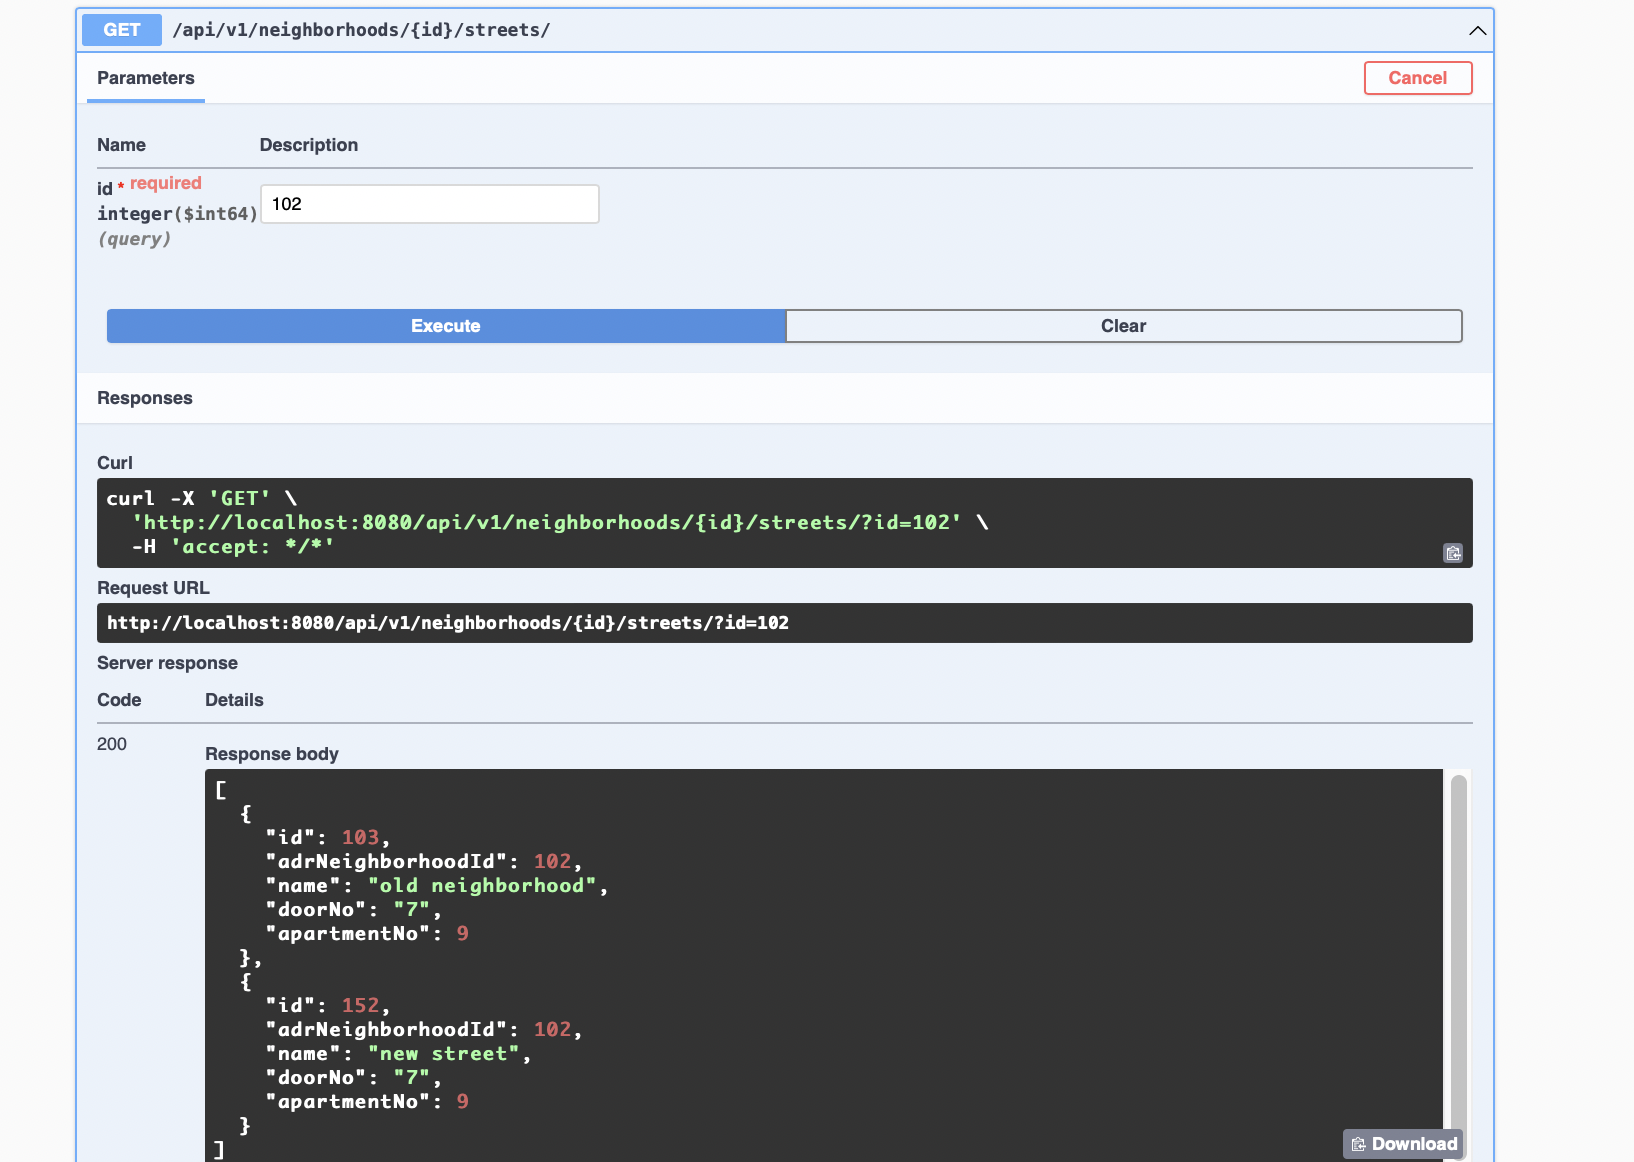 GET /api/v1/neighborhoods/{id}/streets/
Parameters
Cancel
Name Description
id * required
integer($int64)
(query)
102
Execute
Clear
Responses
Curl
curl -X 'GET' \
  'http://localhost:8080/api/v1/neighborhoods/{id}/streets/?id=102' \
  -H 'accept: */*'
Request URL
http://localhost:8080/api/v1/neighborhoods/{id}/streets/?id=102
Server response
Code Details
200
Response body
[
  {
    "id": 103,
    "adrNeighborhoodId": 102,
    "name": "old neighborhood",
    "doorNo": "7",
    "apartmentNo": 9
  },
  {
    "id": 152,
    "adrNeighborhoodId": 102,
    "name": "new street",
    "doorNo": "7",
    "apartmentNo": 9
  }
]
Download